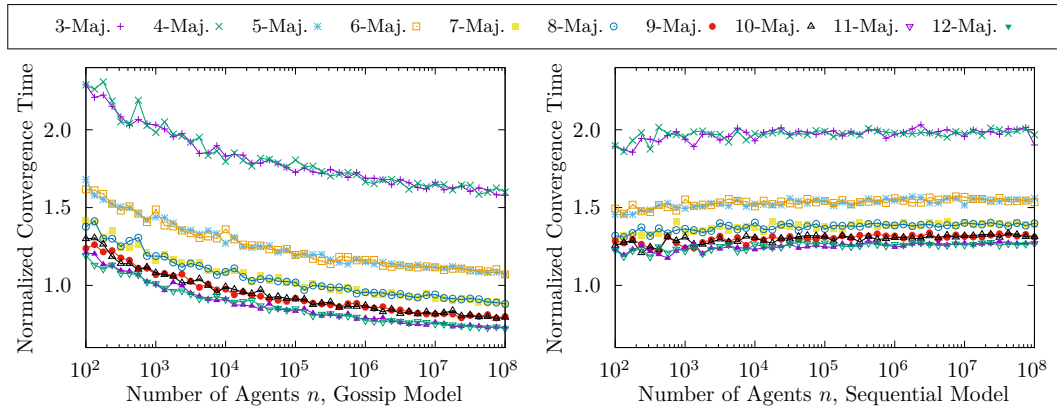 3-Maj. 4-Maj. 5-Maj. 6-Maj. 7-Maj. 8-Maj. 9-Maj. 10-Maj. 11-Maj. 12-Maj.
Normalized Convergence Time
2.0
1.5
1.0
10^2 10^3 10^4 10^5 10^6 10^7 10^8
Number of Agents n, Gossip Model
Normalized Convergence Time
2.0
1.5
1.0
10^2 10^3 10^4 10^5 10^6 10^7 10^8
Number of Agents n, Sequential Model